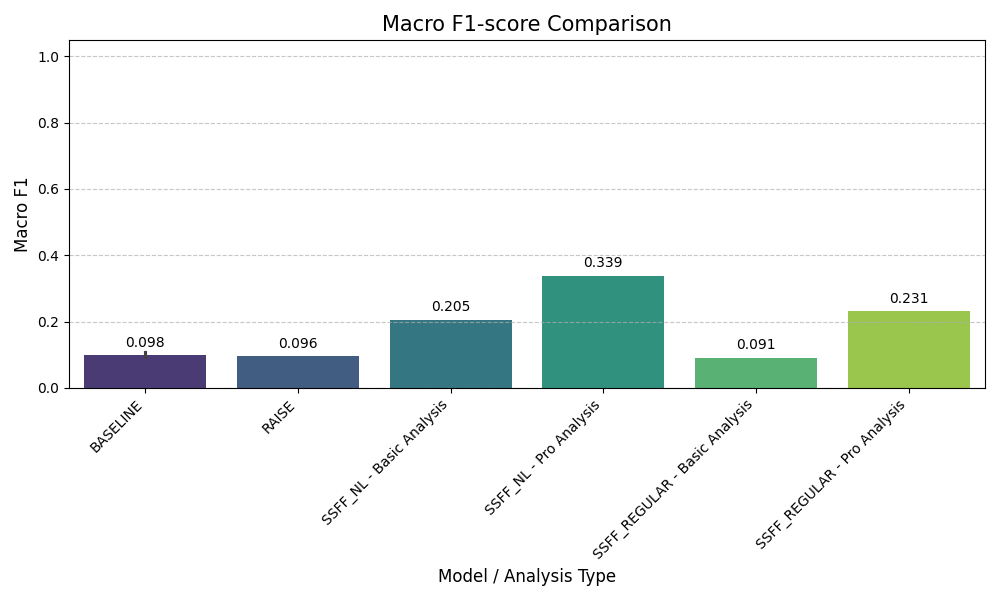 Macro F1-score Comparison
Macro F1
1.0
0.8
0.6
0.4
0.2
0.0
0.098
0.096
0.205
0.339
0.091
0.231
BASELINE
RAISE
SSFF_NL - Basic Analysis
SSFF_NL - Pro Analysis
SSFF_REGULAR - Basic Analysis
SSFF_REGULAR - Pro Analysis
Model / Analysis Type